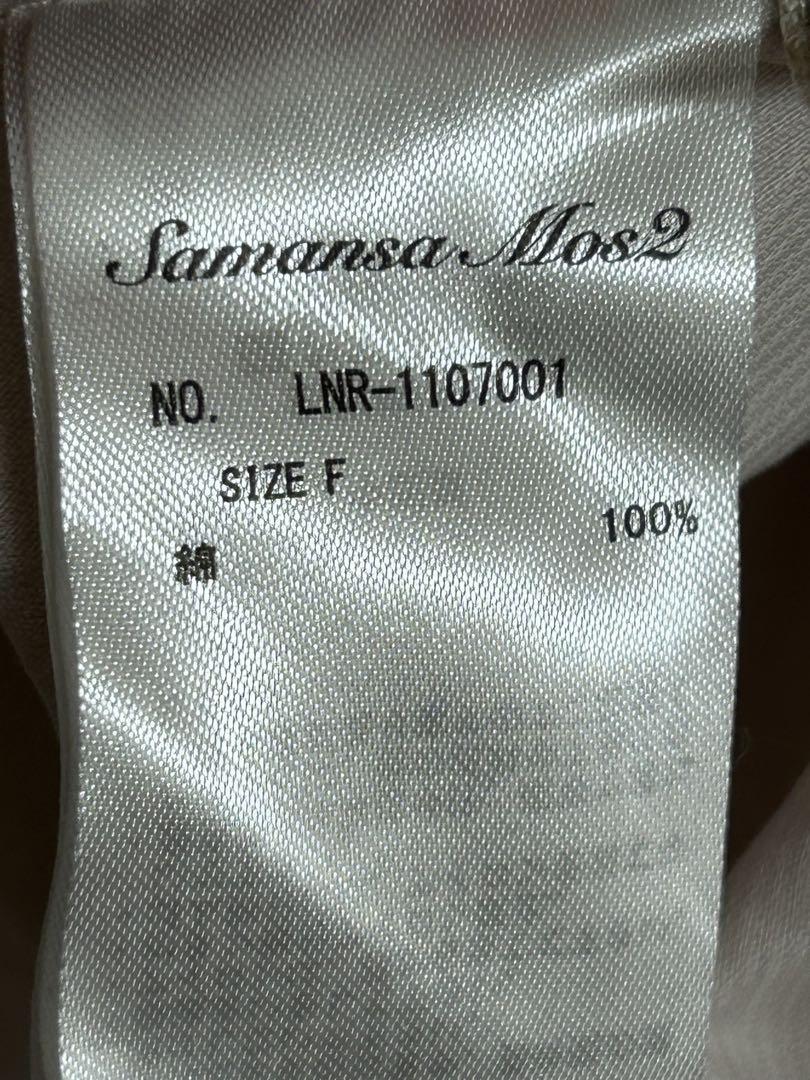 Samansa Mos2
NO. LNR-1107001
SIZE F
綿 100%